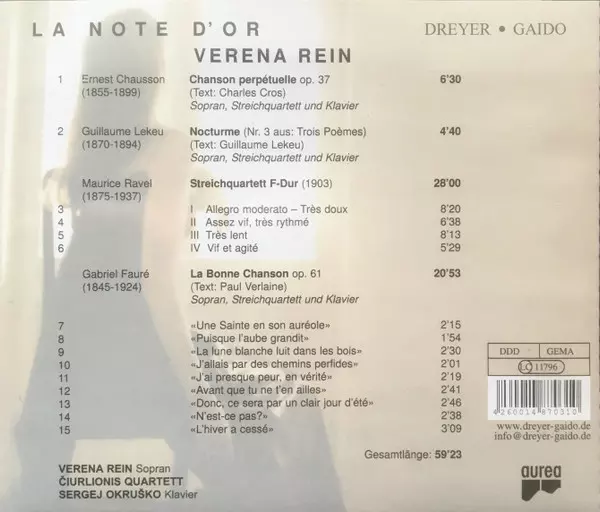 LA NOTE D'OR
DREYER • GAIDO
VERENA REIN
1 Ernest Chausson Chanson perpétuelle op. 37 6'30
(1855-1899) (Text: Charles Cros)
Sopran, Streichquartett und Klavier
2 Guillaume Lekeu Nocturme (Nr. 3 aus: Trois Poèmes) 4'40
(1870-1894) (Text: Guillaume Lekeu)
Sopran, Streichquartett und Klavier
Maurice Ravel Streichquartett F-Dur (1903) 28'00
(1875-1937)
3 I Allegro moderato – Très doux 8'20
4 II Assez vif, très rythmé 6'38
5 III Très lent 8'13
6 IV Vif et agité 5'29
Gabriel Fauré La Bonne Chanson op. 61 20'53
(1845-1924) (Text: Paul Verlaine)
Sopran, Streichquartett und Klavier
7 «Une Sainte en son auréole» 2'15
8 «Puisque l'aube grandit» 1'54
9 «La lune blanche luit dans les bois» 2'30
10 «J'allais par des chemins perfides» 2'01
11 «J'ai presque peur, en vérité» 2'19
12 «Avant que tu ne t'en ailles» 2'41
13 «Donc, ce sera par un clair jour d'été» 2'46
14 «N'est-ce pas?» 2'38
15 «L'hiver a cessé» 3'09
Gesamtlänge: 59'23
DDD GEMA
LC 11796
4260014870310
www.dreyer-gaido.de
info@dreyer-gaido.de
VERENA REIN Sopran
ČIURLIONIS QUARTETT
SERGEJ OKRUŠKO Klavier
aurea